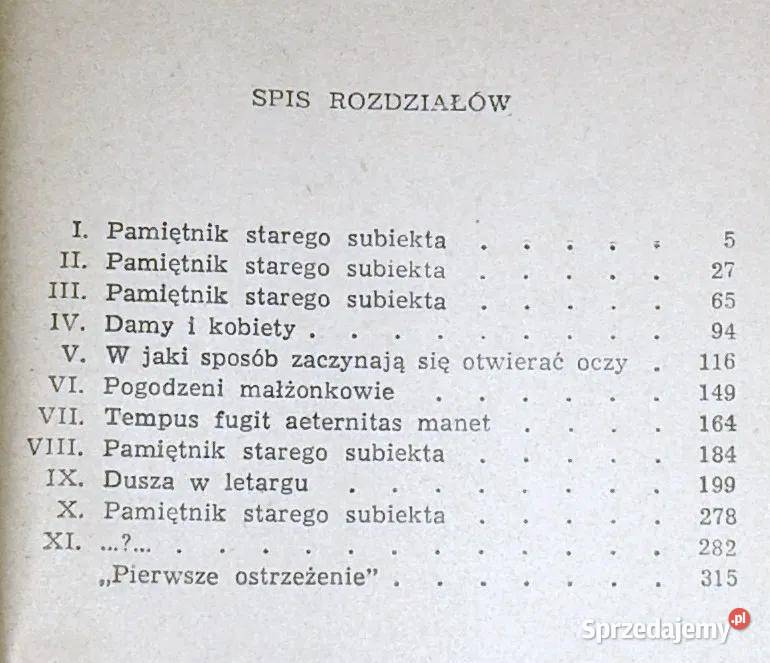 SPIS ROZDZIAŁÓW
I. Pamiętnik starego subiekta . . . . . 5
II. Pamiętnik starego subiekta . . . . . 27
III. Pamiętnik starego subiekta . . . . . 65
IV. Damy i kobiety . . . . . . . . . 94
V. W jaki sposób zaczynają się otwierać oczy . 116
VI. Pogodzeni małżonkowie . . . . . . 149
VII. Tempus fugit aeternitas manet . . . . 164
VIII. Pamiętnik starego subiekta . . . . . 184
IX. Dusza w letargu . . . . . . . . 199
X. Pamiętnik starego subiekta . . . . . 278
XI. ...?... . . . . . . . . . . . . 282
„Pierwsze ostrzeżenie” . . . . . . . 315
Sprzedajemy.pl